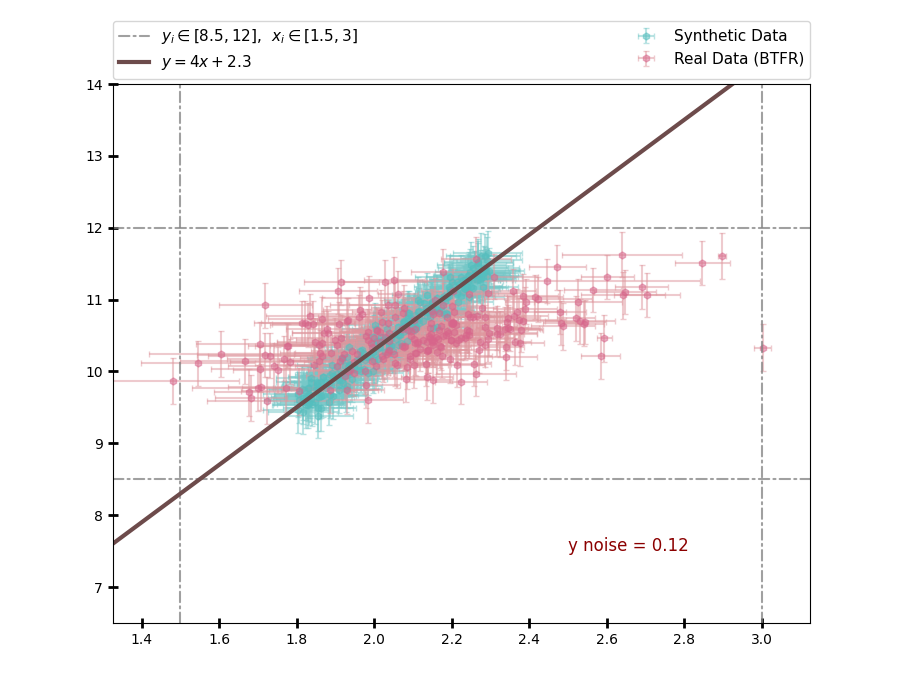 y_i ∈ [8.5, 12], x_i ∈ [1.5, 3]
y = 4x + 2.3
Synthetic Data
Real Data (BTFR)
14
13
12
11
10
9
8
7
y noise = 0.12
1.4 1.6 1.8 2.0 2.2 2.4 2.6 2.8 3.0